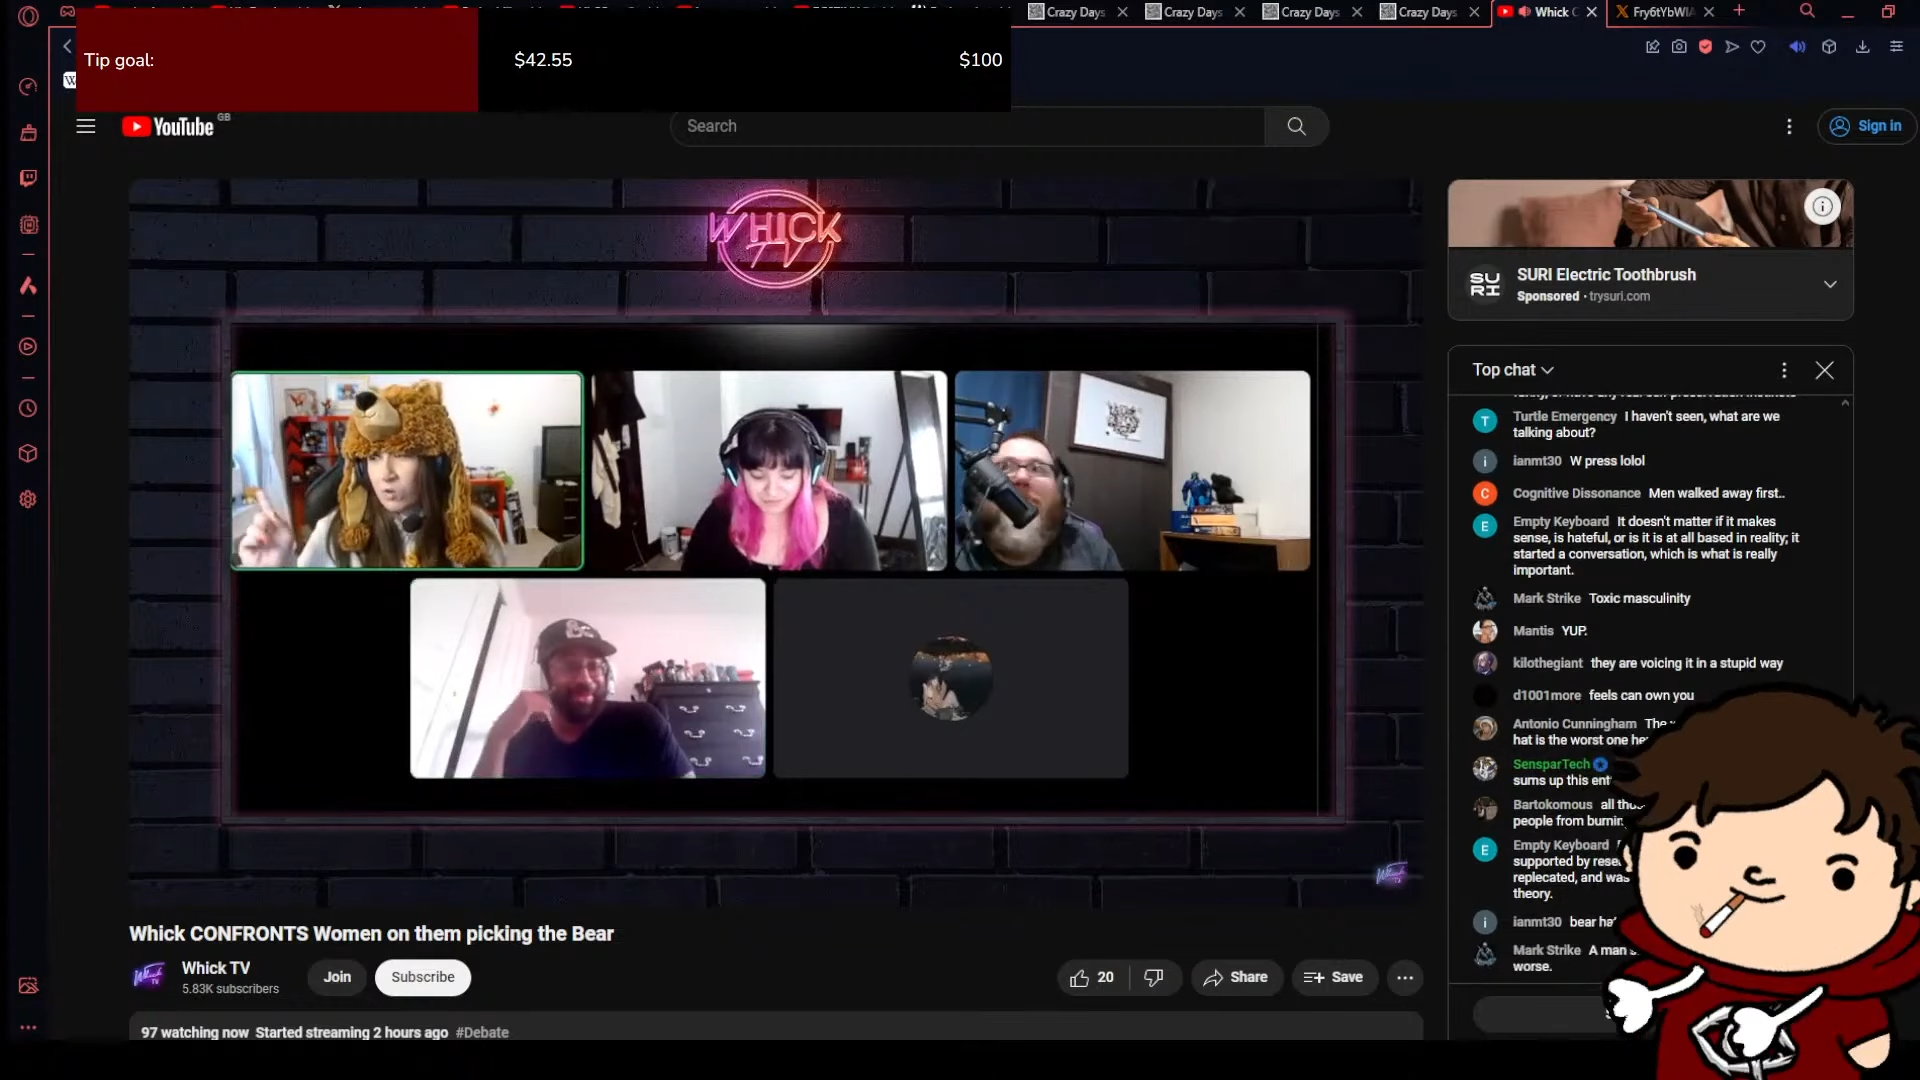 Crazy Days
Crazy Days
Crazy Days
Crazy Days
Whick C
Fry6tYbWIA
Tip goal:
$42.55
$100
YouTube
GB
Search
Sign in
WHICK
TV
SURI Electric Toothbrush
Sponsored · trysuri.com
SU
RI
Top chat
Turtle Emergency I haven't seen, what are we
talking about?
ianmt30 W press lolol
Cognitive Dissonance Men walked away first..
Empty Keyboard It doesn't matter if it makes
sense, is hateful, or is it is at all based in reality; it
started a conversation, which is what is really
important.
Mark Strike Toxic masculinity
Mantis YUP.
kilothegiant they are voicing it in a stupid way
d1001more feels can own you
Antonio Cunningham The
hat is the worst one
SensparTech
sums up this
Bartokomous all
people from
Empty Keyboard
supported by
replecated, and was
theory.
ianmt30 bear
Mark Strike A man
worse.
Whick CONFRONTS Women on them picking the Bear
Whick TV
5.83K subscribers
Join
Subscribe
20
Share
Save
97 watching now Started streaming 2 hours ago #Debate